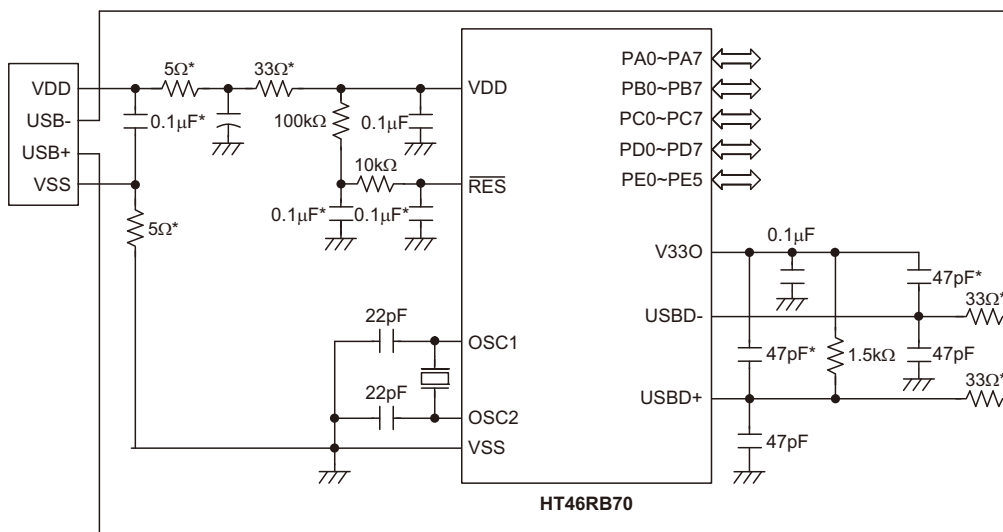 VDD
USB-
USB+
VSS
5Ω*
33Ω*
0.1μF*
100kΩ
0.1μF
10kΩ
0.1μF*
0.1μF*
5Ω*
22pF
22pF
VDD
RES
OSC1
OSC2
VSS
PA0~PA7
PB0~PB7
PC0~PC7
PD0~PD7
PE0~PE5
V33O
USBD-
USBD+
0.1μF
47pF*
33Ω*
47pF*
1.5kΩ
47pF
33Ω*
47pF
HT46RB70